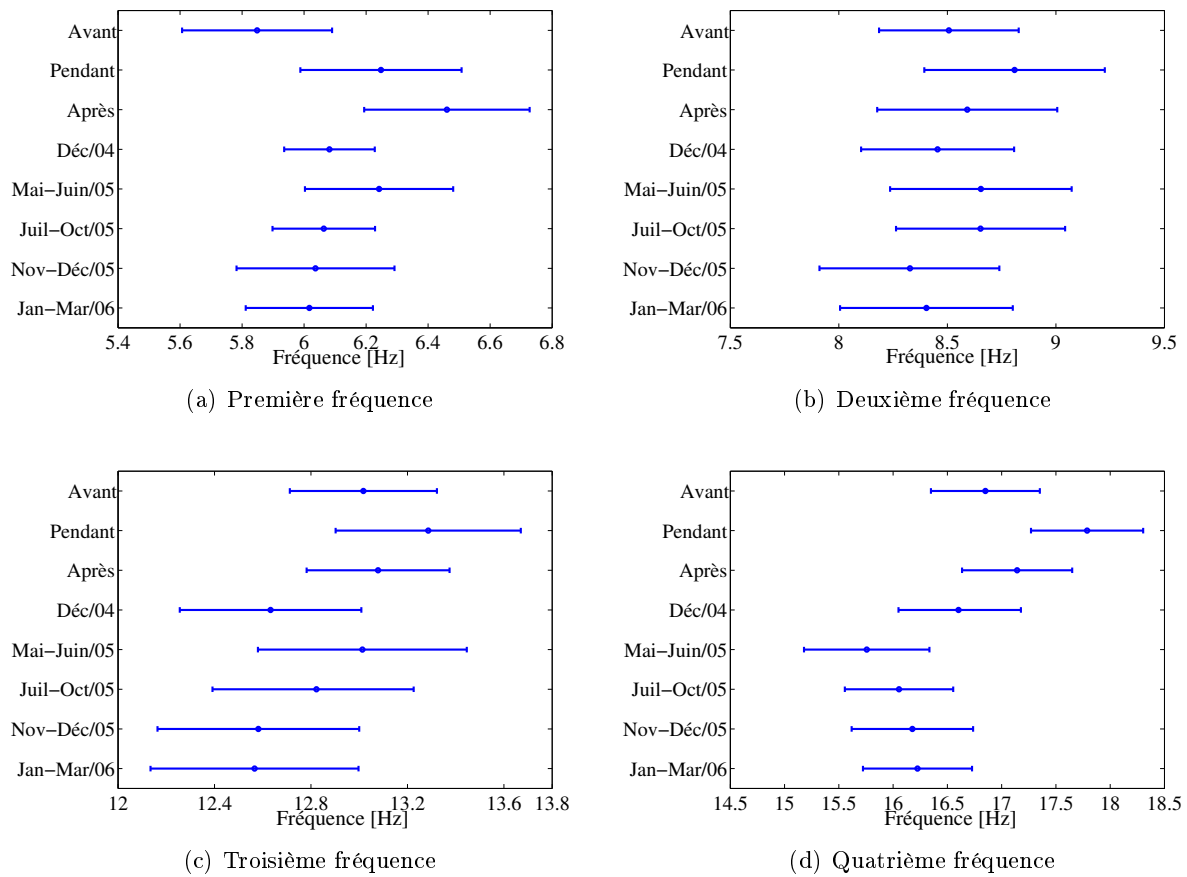 Avant
Pendant
Après
Déc/04
Mai−Juin/05
Juil−Oct/05
Nov−Déc/05
Jan−Mar/06
5.4 5.6 5.8 6 6.2 6.4 6.6 6.8
Fréquence [Hz]
(a) Première fréquence
Avant
Pendant
Après
Déc/04
Mai−Juin/05
Juil−Oct/05
Nov−Déc/05
Jan−Mar/06
7.5 8 8.5 9 9.5
Fréquence [Hz]
(b) Deuxième fréquence
Avant
Pendant
Après
Déc/04
Mai−Juin/05
Juil−Oct/05
Nov−Déc/05
Jan−Mar/06
12 12.4 12.8 13.2 13.6 13.8
Fréquence [Hz]
(c) Troisième fréquence
Avant
Pendant
Après
Déc/04
Mai−Juin/05
Juil−Oct/05
Nov−Déc/05
Jan−Mar/06
14.5 15 15.5 16 16.5 17 17.5 18 18.5
Fréquence [Hz]
(d) Quatrième fréquence